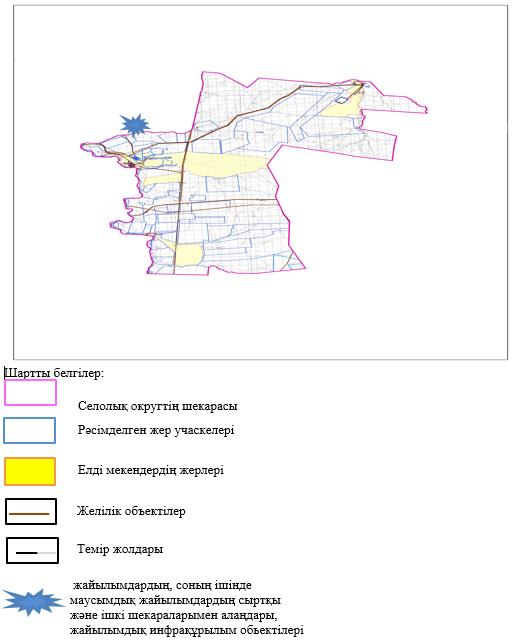 Шартты белгілер:
Селолық округтің шекарасы
Рәсімделген жер учаскелері
Елді мекендердің жерлері
Желілік объектілер
Темір жолдары
жайылымдардың, соның ішінде
маусымдық жайылымдардың сыртқы
және ішкі шекараларымен алаңдары,
жайылымдық инфрақұрылым объектілері